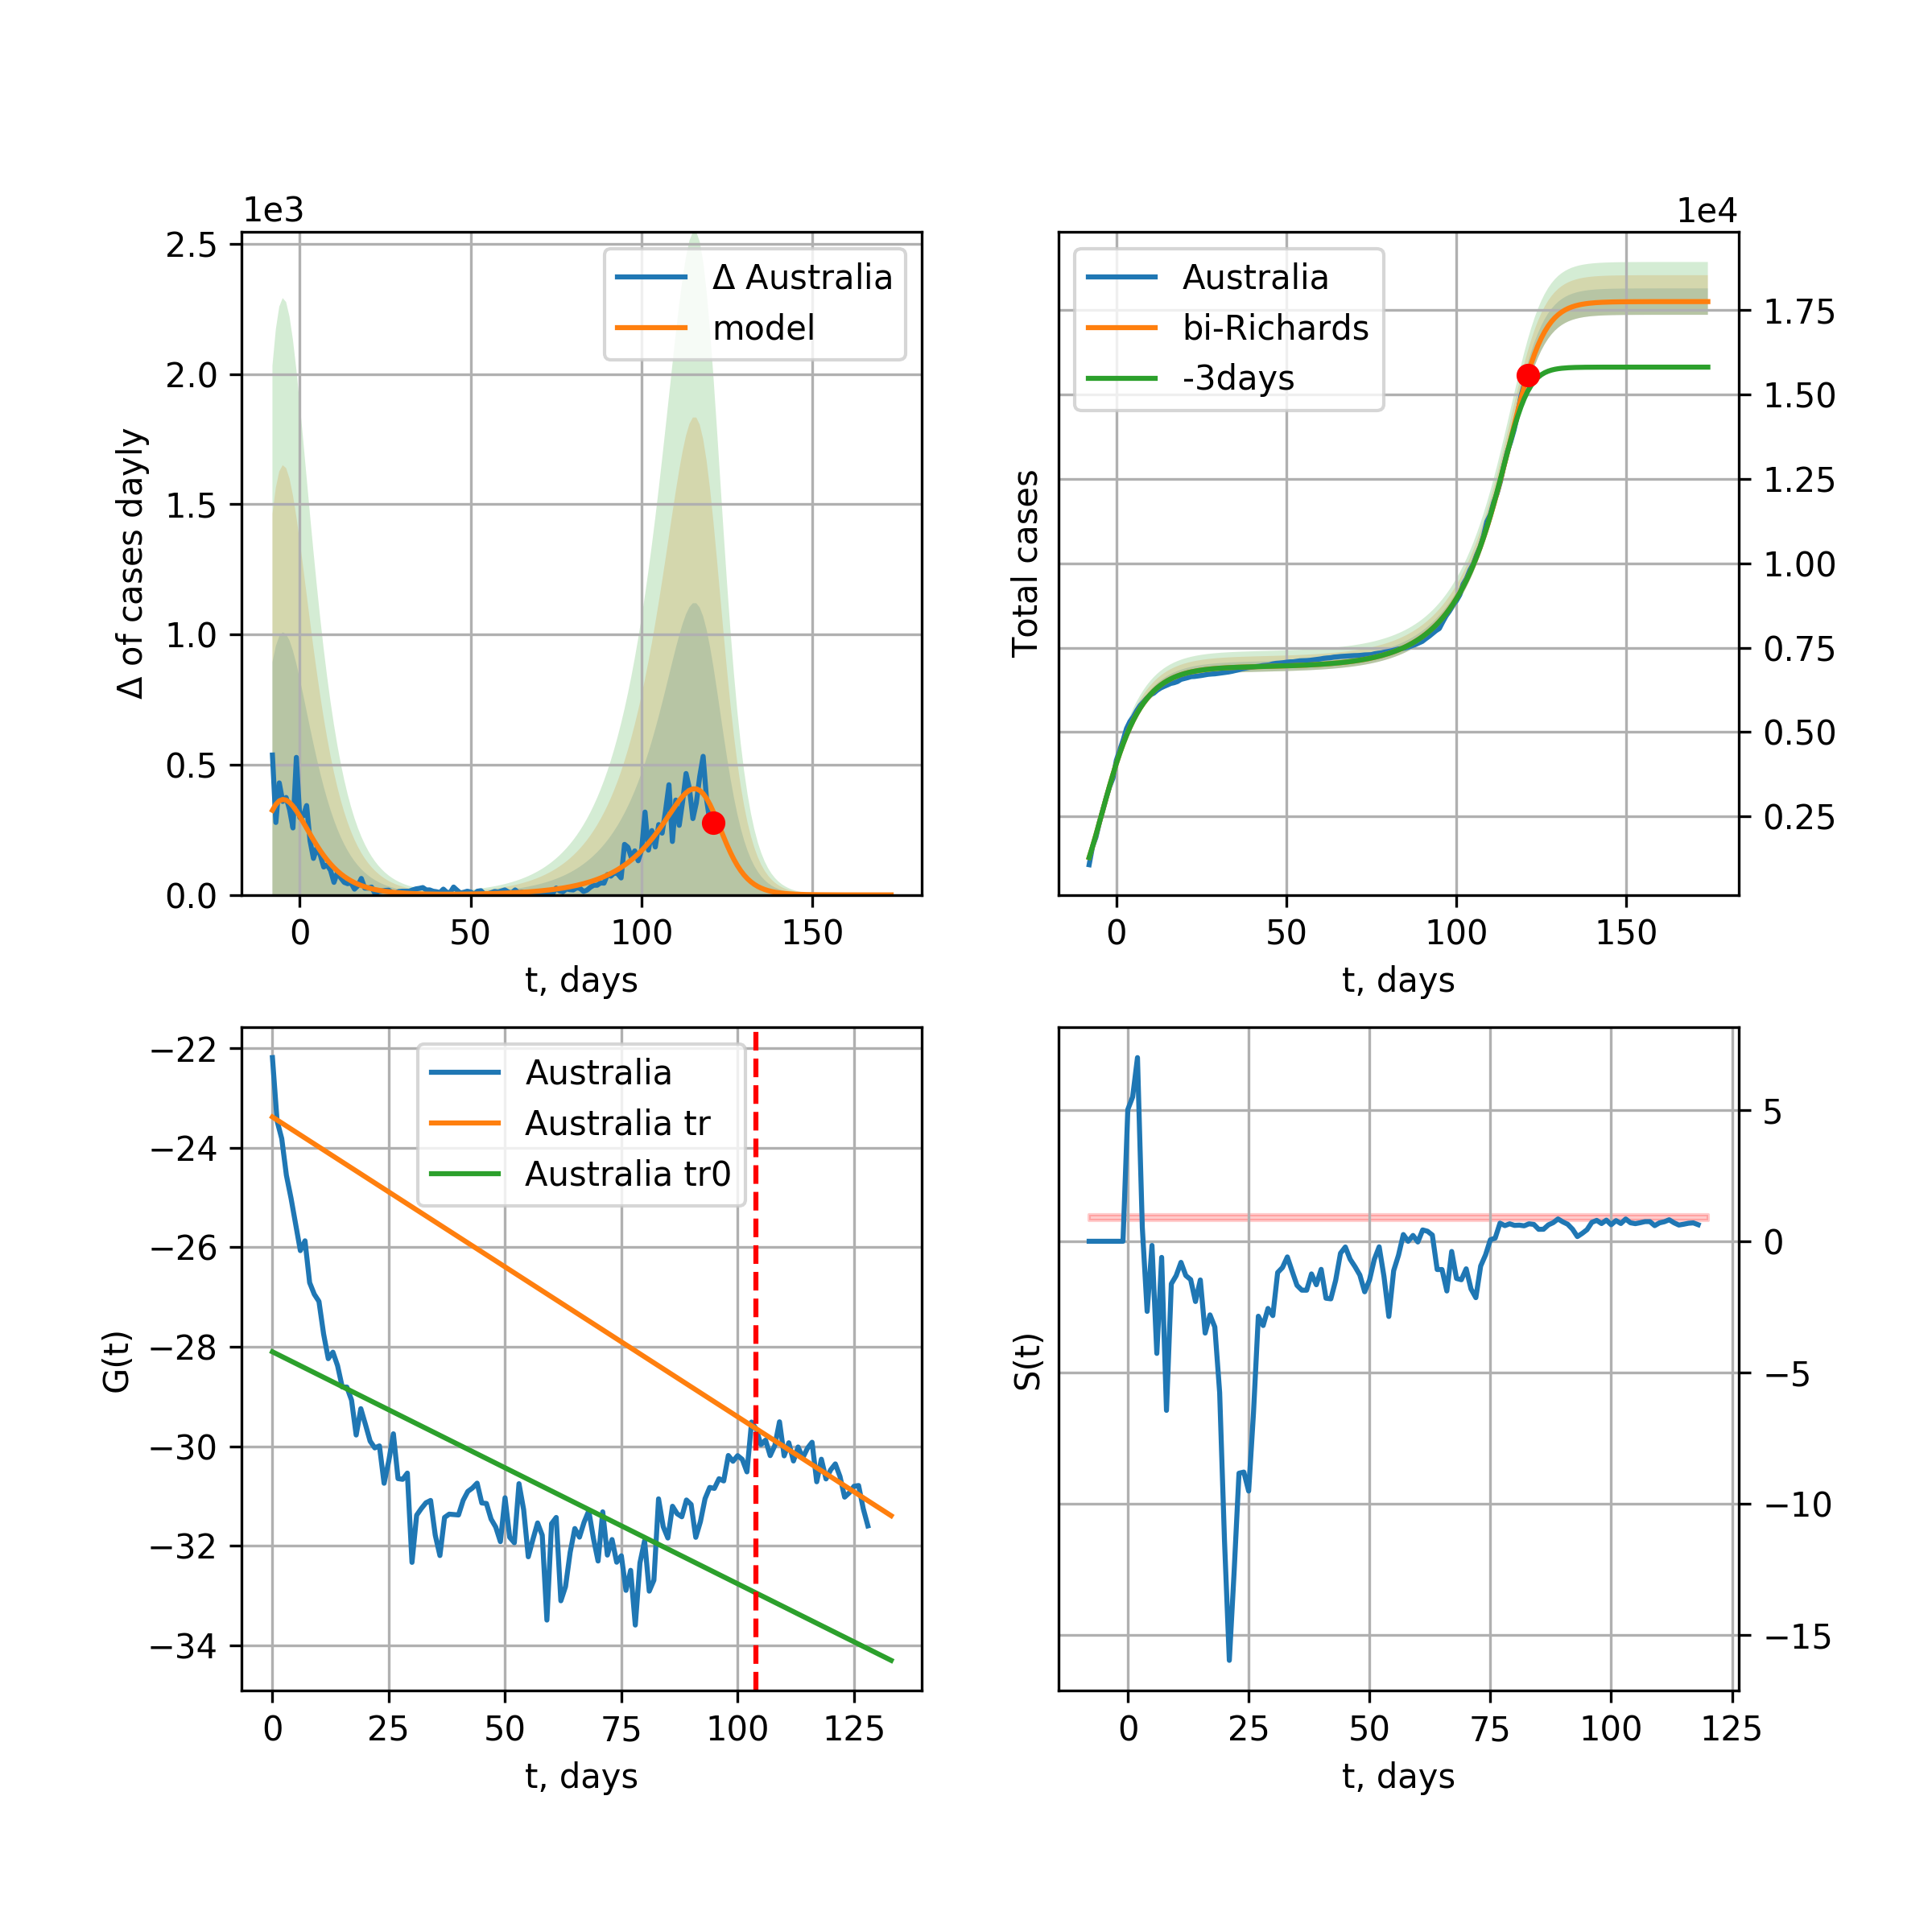 1e3
Δ of cases dayly
2.5
2.0
1.5
1.0
0.5
0.0
Δ Australia
model
0 50 100 150
t, days
1e4
Total cases
Australia
bi-Richards
-3days
1.75
1.50
1.25
1.00
0.75
0.50
0.25
0 50 100 150
t, days
G(t)
−22
−24
−26
−28
−30
−32
−34
Australia
Australia tr
Australia tr0
0 25 50 75 100 125
t, days
S(t)
5
0
−5
−10
−15
0 25 50 75 100 125
t, days